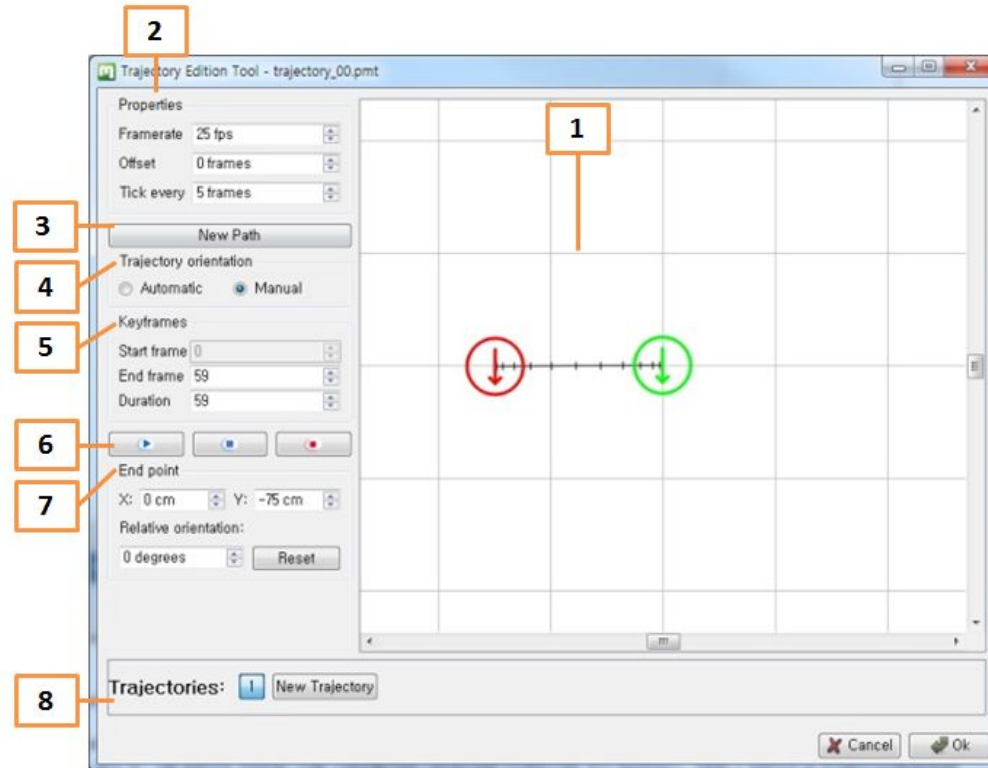 2
Trajectory Edition Tool - trajectory_00.pmt
Properties
1
Framerate 25 fps
Offset 0 frames
Tick every 5 frames
3
New Path
4
Trajectory orientation
Automatic Manual
5
Keyframes
Start frame 0
End frame 59
Duration 59
6
End point
7
X: 0 cm Y: -75 cm
Relative orientation:
0 degrees Reset
8
Trajectories: 1 New Trajectory
Cancel Ok